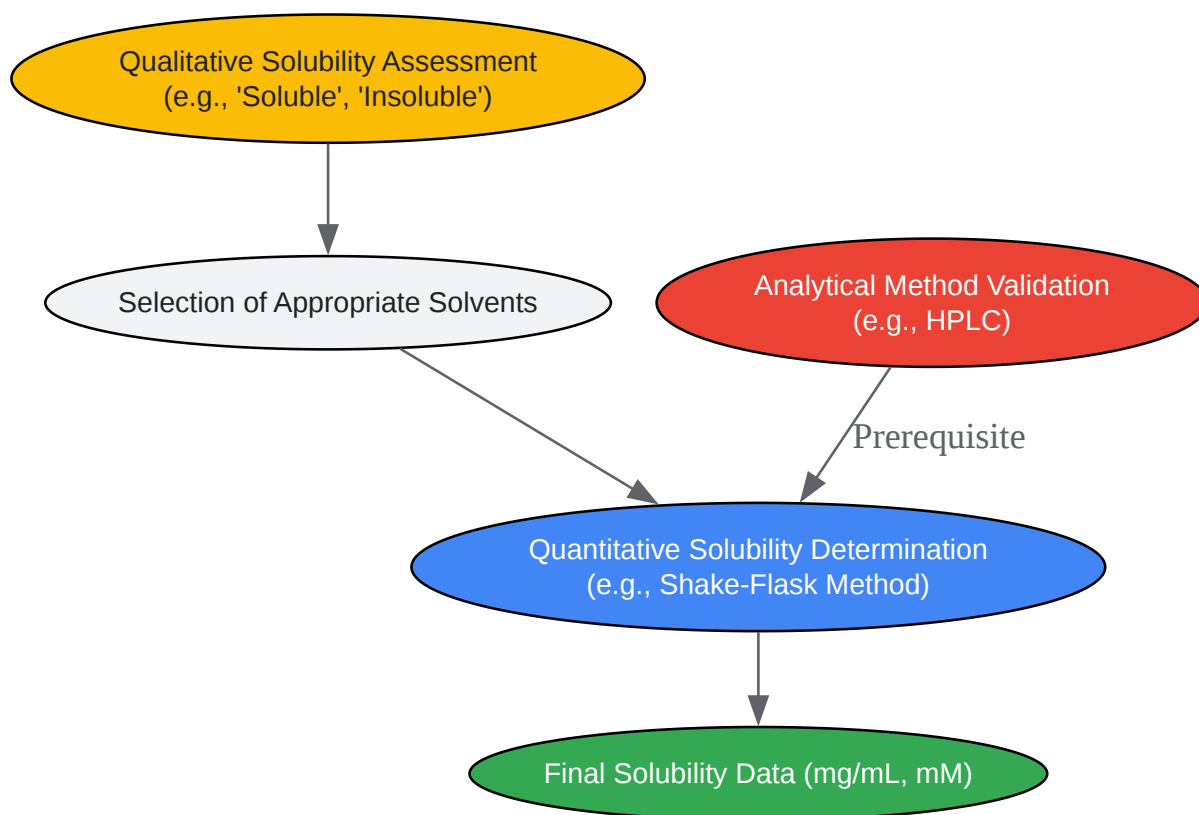 Qualitative Solubility Assessment
(e.g., 'Soluble', 'Insoluble')
Selection of Appropriate Solvents
Analytical Method Validation
(e.g., HPLC)
Prerequisite
Quantitative Solubility Determination
(e.g., Shake-Flask Method)
Final Solubility Data (mg/mL, mM)